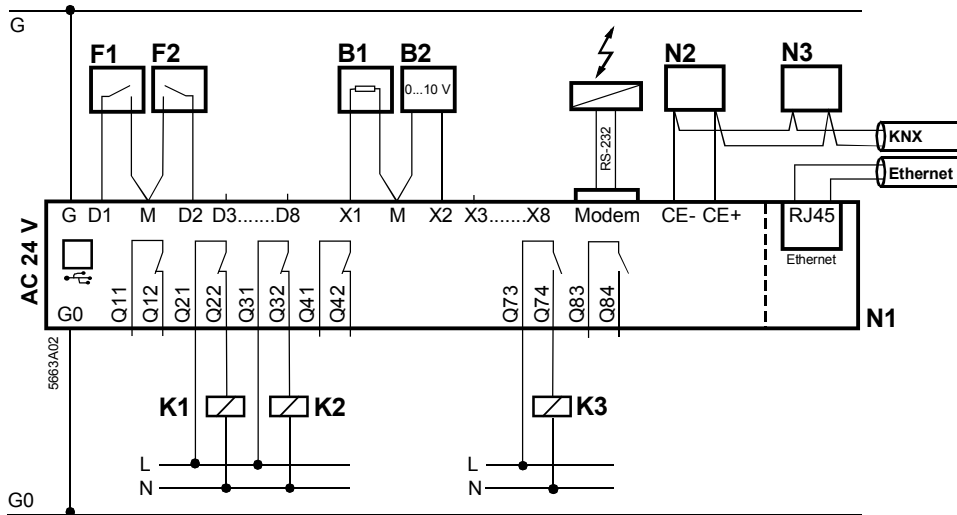 G
F1 F2 B1 B2 N2 N3
0...10 V
RS-232
KNX
Ethernet
G D1 M D2 D3.......D8 X1 M X2 X3.......X8 Modem CE- CE+ RJ45
Ethernet
AC 24 V
Q11 Q12 Q21 Q22 Q31 Q32 Q41 Q42 Q73 Q74 Q83 Q84
G0
N1
5663A02
K1 K2 K3
L L
N N
G0